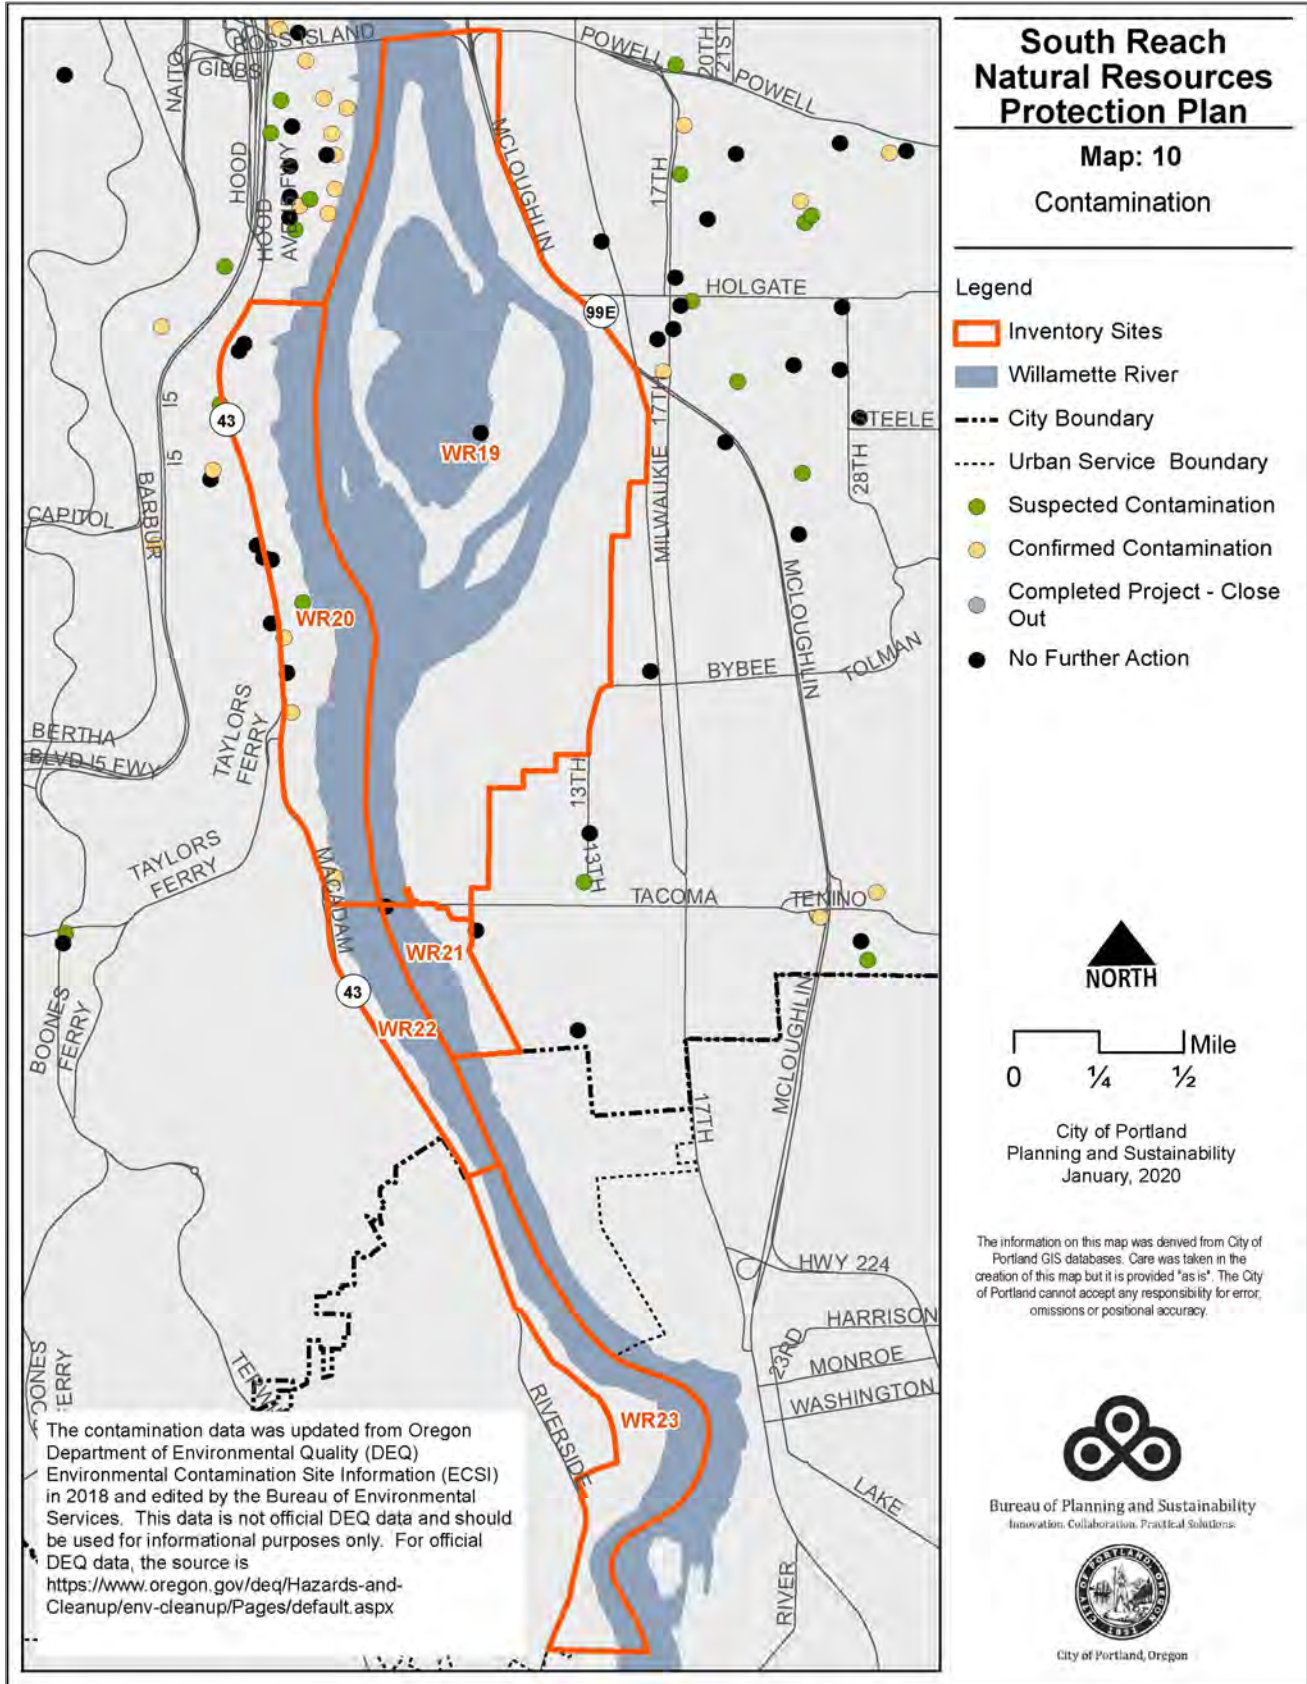 South Reach
Natural Resources
Protection Plan
Map: 10
Contamination
Legend
Inventory Sites
Willamette River
City Boundary
Urban Service Boundary
Suspected Contamination
Confirmed Contamination
Completed Project - Close
Out
No Further Action
NORTH
Mile
0 ¼ ½
City of Portland
Planning and Sustainability
January, 2020
The information on this map was derived from City of
Portland GIS databases. Care was taken in the
creation of this map but it is provided "as is". The City
of Portland cannot accept any responsibility for error,
omissions or positional accuracy.
Bureau of Planning and Sustainability
Innovation. Collaboration. Practical Solutions.
CITY OF PORTLAND, OREGON
1851
City of Portland, Oregon
ROSS ISLAND
GIBBS
NAITO
HOOD
HOOD
AVE
FWY
POWELL
POWELL
20TH
21ST
MCLOUGHLIN
17TH
HOLGATE
99E
43
I5
I5
BARBUR
CAPITOL
WR19
17TH
MILWAUKIE
STEELE
28TH
MCLOUGHLIN
WR20
BYBEE
TOLMAN
BERTHA
BLVD I5 FWY
TAYLORS
FERRY
TAYLORS
FERRY
13TH
13TH
MACADAM
TACOMA
TENINO
WR21
43
WR22
BOONES
FERRY
MCLOUGHLIN
17TH
HWY 224
HARRISON
23RD
MONROE
WASHINGTON
WR23
RIVERSIDE
LAKE
RIVER
The contamination data was updated from Oregon
Department of Environmental Quality (DEQ)
Environmental Contamination Site Information (ECSI)
in 2018 and edited by the Bureau of Environmental
Services. This data is not official DEQ data and should
be used for informational purposes only. For official
DEQ data, the source is
https://www.oregon.gov/deq/Hazards-and-
Cleanup/env-cleanup/Pages/default.aspx